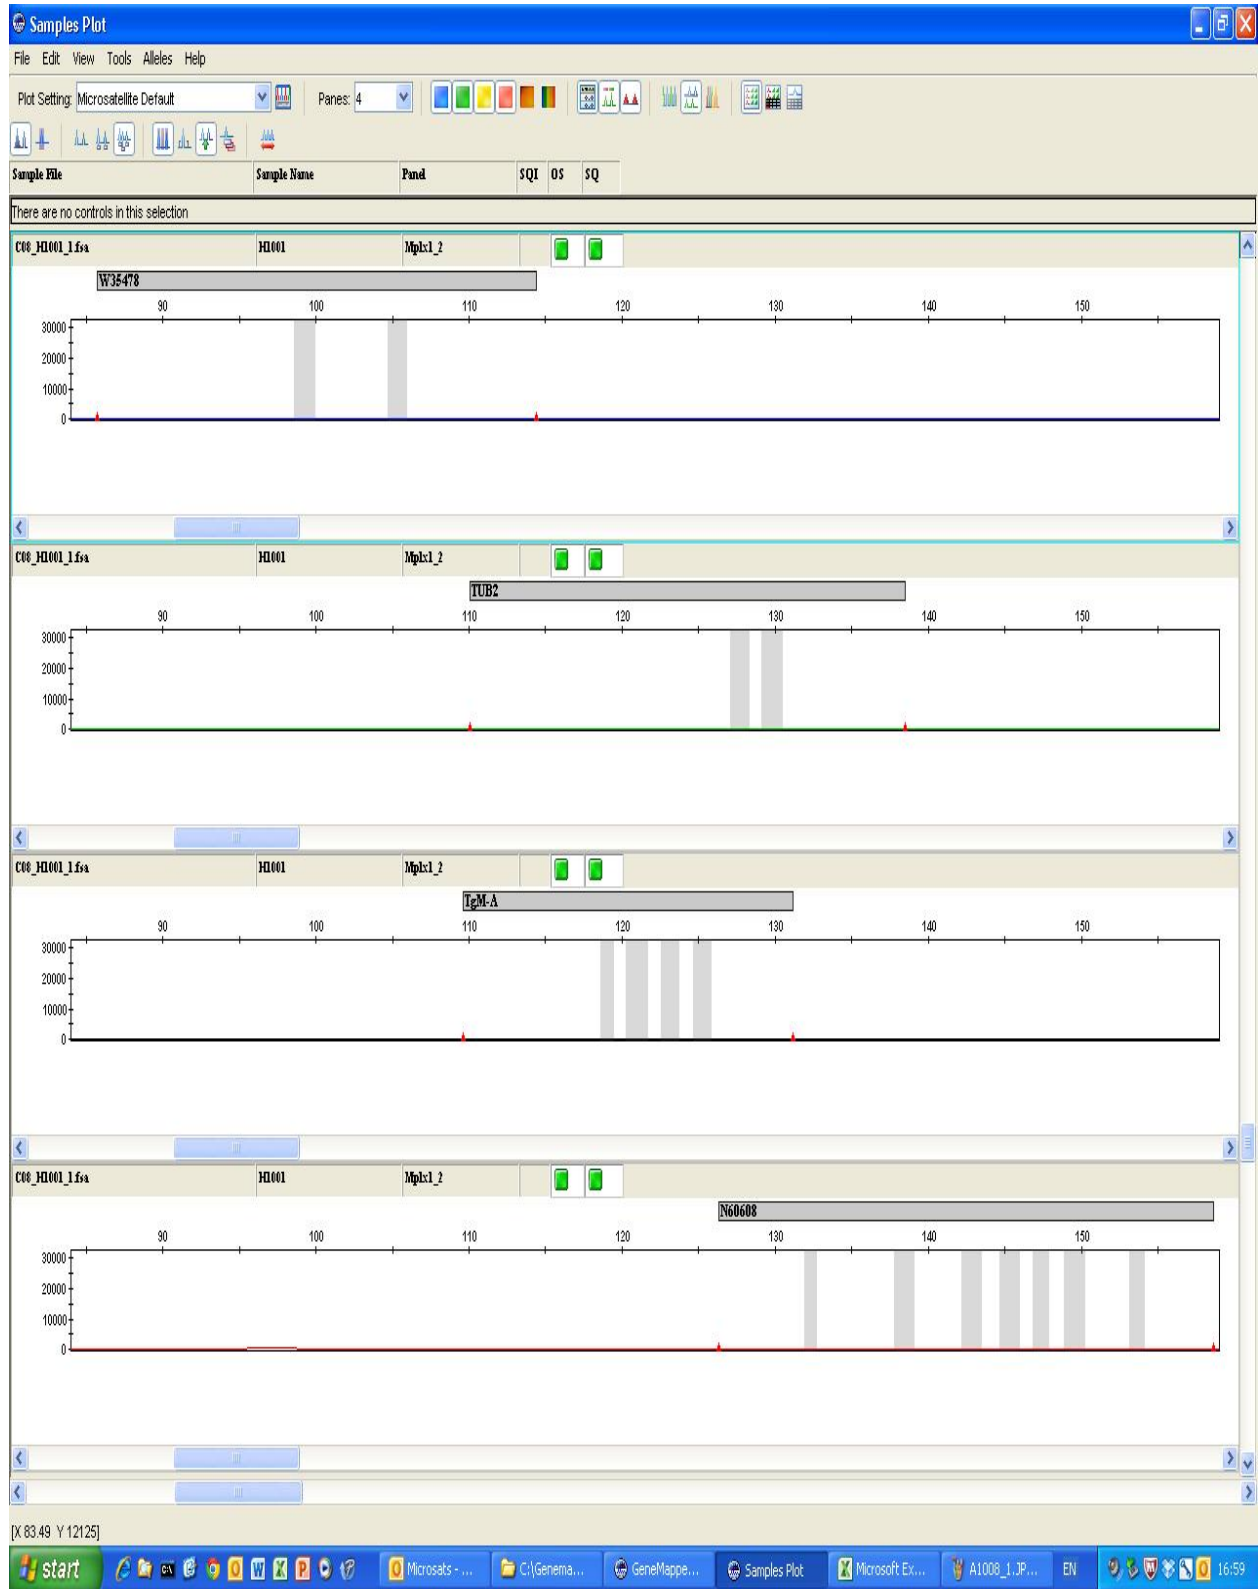 Samples Plot
File Edit View Tools Alleles Help
Plot Setting: Microsatellite Default Panes: 4
Sample File Sample Name Panel SQI OS SQ
There are no controls in this selection
C08_H1001_1.fsa H1001 Mplx1_2
W35478
90 100 110 120 130 140 150
30000
20000
10000
0
C08_H1001_1.fsa H1001 Mplx1_2
TUB2
90 100 110 120 130 140 150
30000
20000
10000
0
C08_H1001_1.fsa H1001 Mplx1_2
TgM-A
90 100 110 120 130 140 150
30000
20000
10000
0
C08_H1001_1.fsa H1001 Mplx1_2
N60608
90 100 110 120 130 140 150
30000
20000
10000
0
[X 83.49 Y 12125]
start Microsats - ... C:\Genema... GeneMappe... Samples Plot Microsoft Ex... A1008_1.JP... EN 16:59